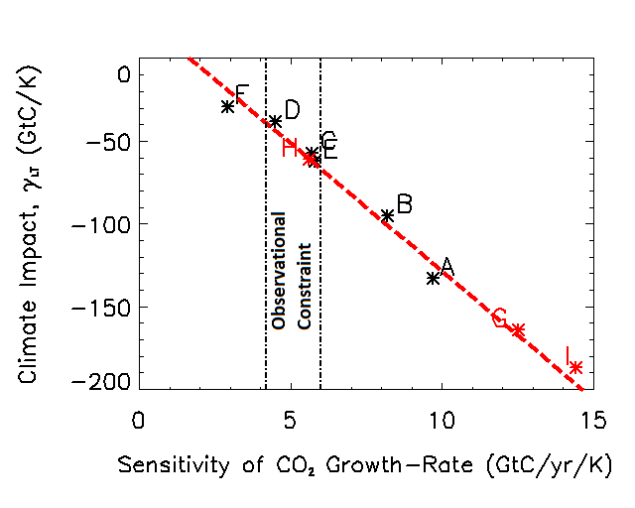 Climate Impact, γLT (GtC/K)
0
−50
−100
−150
−200
F
D
C
H
E
B
A
G
I
Observational
Constraint
0 5 10 15
Sensitivity of CO₂ Growth−Rate (GtC/yr/K)